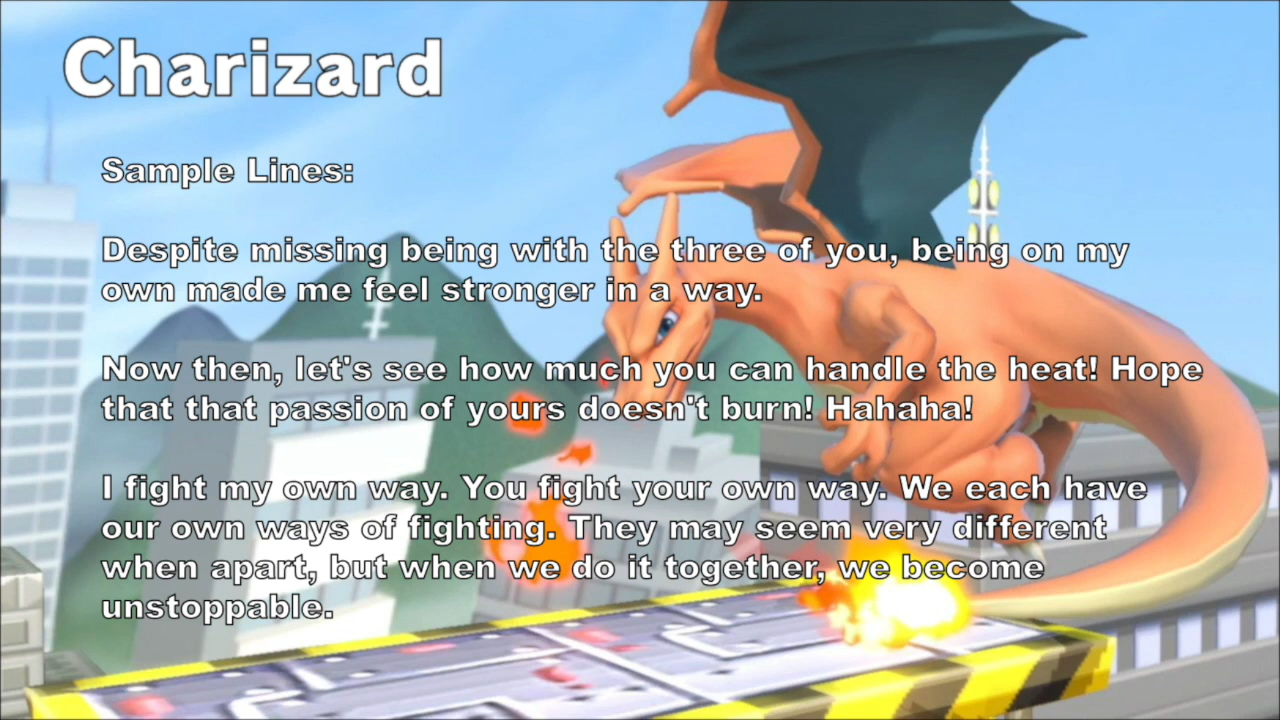 Charizard
Sample Lines:
Despite missing being with the three of you, being on my
own made me feel stronger in a way.
Now then, let's see how much you can handle the heat! Hope
that that passion of yours doesn't burn! Hahaha!
I fight my own way. You fight your own way. We each have
our own ways of fighting. They may seem very different
when apart, but when we do it together, we become
unstoppable.